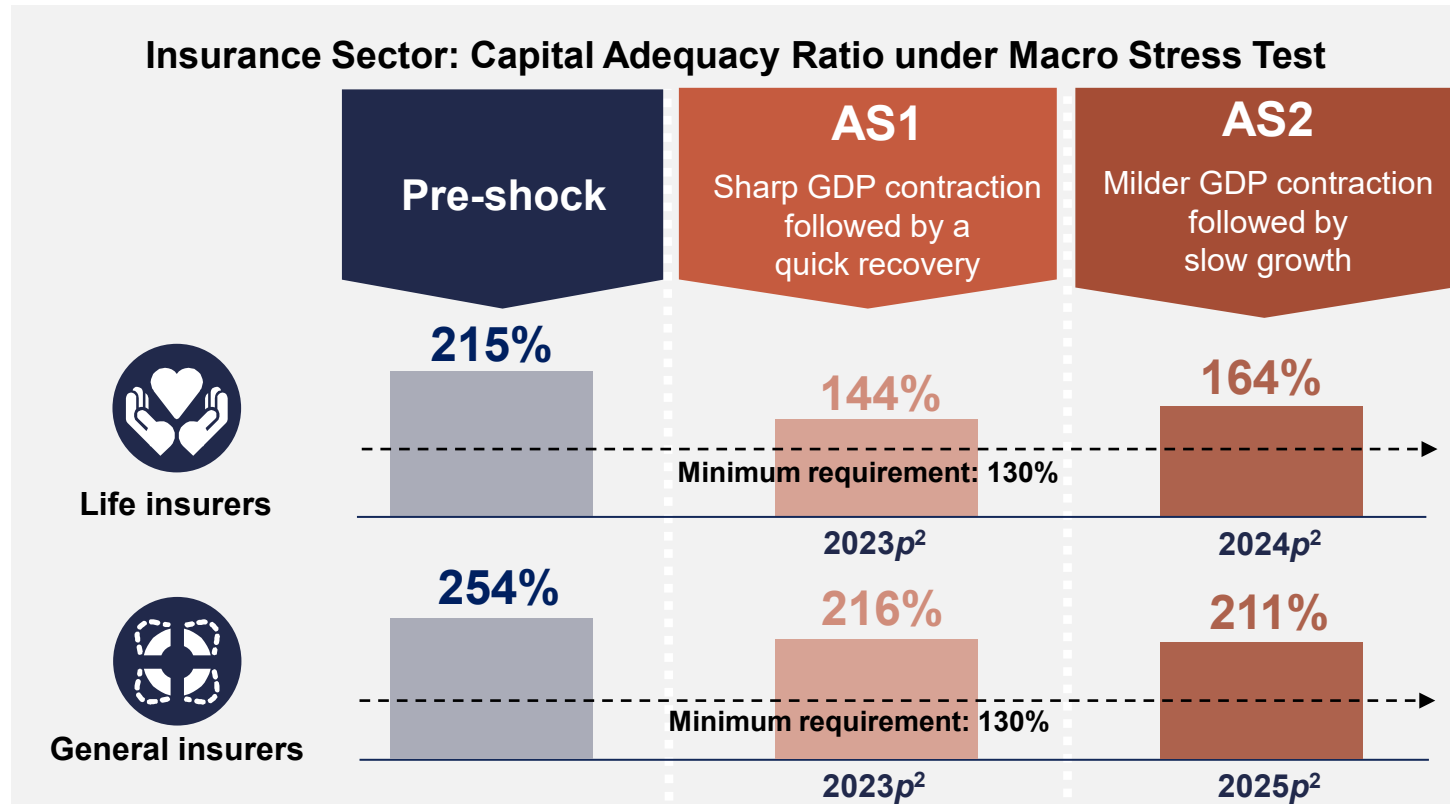 Insurance Sector: Capital Adequacy Ratio under Macro Stress Test
Pre-shock
AS1
Sharp GDP contraction
followed by a
quick recovery
AS2
Milder GDP contraction
followed by
slow growth
215%
144%
164%
Minimum requirement: 130%
Life insurers
2023p²
2024p²
254%
216%
211%
Minimum requirement: 130%
General insurers
2023p²
2025p²